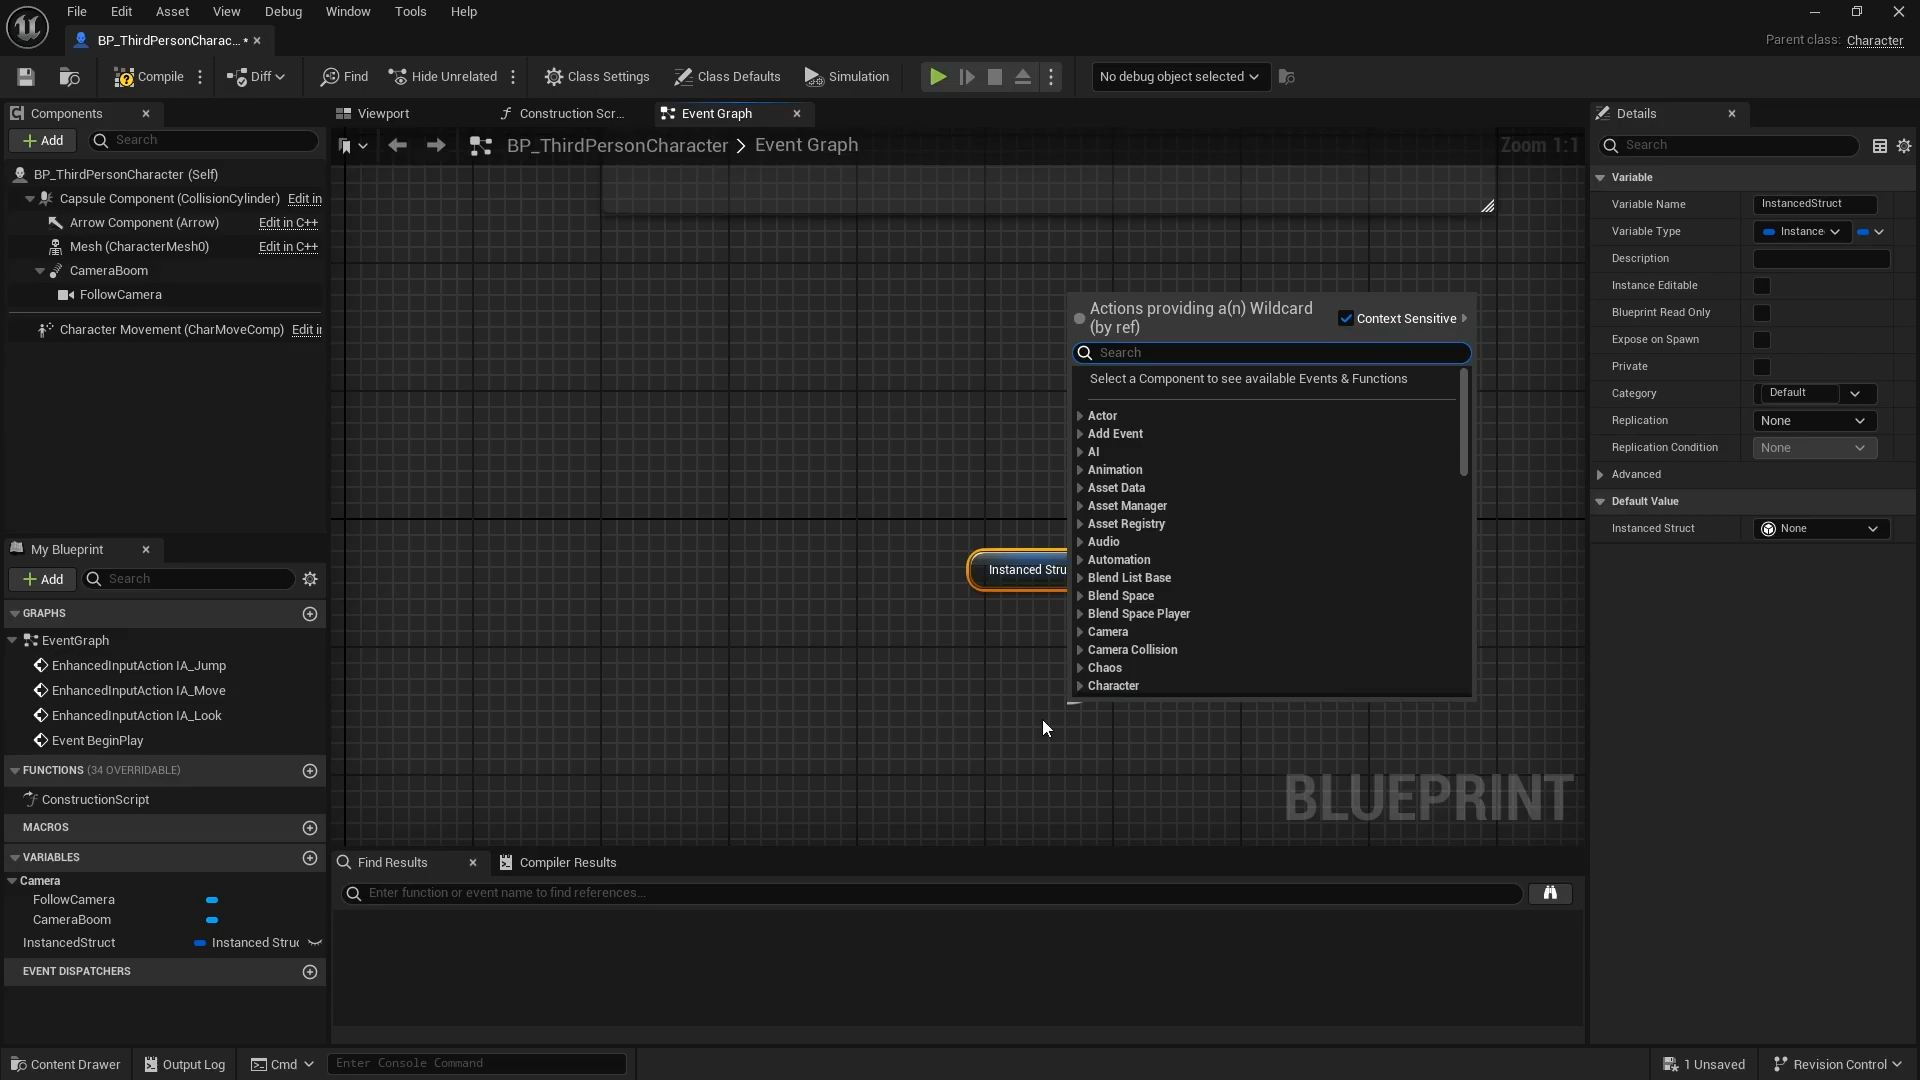 File Edit Asset View Debug Window Tools Help
BP_ThirdPersonCharac... •
Parent class: Character
Compile Diff Find Hide Unrelated Class Settings Class Defaults Simulation No debug object selected
Components
Add Search
BP_ThirdPersonCharacter (Self)
Capsule Component (CollisionCylinder) Edit in
Arrow Component (Arrow) Edit in C++
Mesh (CharacterMesh0) Edit in C++
CameraBoom
FollowCamera
Character Movement (CharMoveComp) Edit i
My Blueprint
Add Search
GRAPHS
EventGraph
EnhancedInputAction IA_Jump
EnhancedInputAction IA_Move
EnhancedInputAction IA_Look
Event BeginPlay
FUNCTIONS (34 OVERRIDABLE)
ConstructionScript
MACROS
VARIABLES
Camera
FollowCamera
CameraBoom
InstancedStruct Instanced Struc
EVENT DISPATCHERS
Viewport Construction Scr... Event Graph
BP_ThirdPersonCharacter > Event Graph Zoom 1:1
Instanced Stru
Actions providing a(n) Wildcard
(by ref)
Context Sensitive
Search
Select a Component to see available Events & Functions
Actor
Add Event
AI
Animation
Asset Data
Asset Manager
Asset Registry
Audio
Automation
Blend List Base
Blend Space
Blend Space Player
Camera
Camera Collision
Chaos
Character
BLUEPRINT
Find Results Compiler Results
Enter function or event name to find references...
Details
Search
Variable
Variable Name InstancedStruct
Variable Type Instance
Description
Instance Editable
Blueprint Read Only
Expose on Spawn
Private
Category Default
Replication None
Replication Condition None
Advanced
Default Value
Instanced Struct None
Content Drawer Output Log Cmd Enter Console Command 1 Unsaved Revision Control